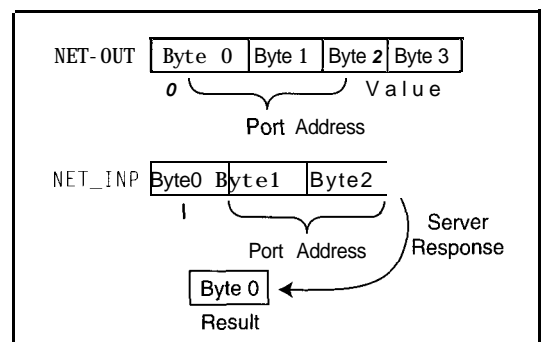 NET-OUT Byte 0 Byte 1 Byte 2 Byte 3
0 Value
Port Address
NET_INP Byte0 Byte1 Byte2
1
Port Address
Server
Response
Byte 0
Result